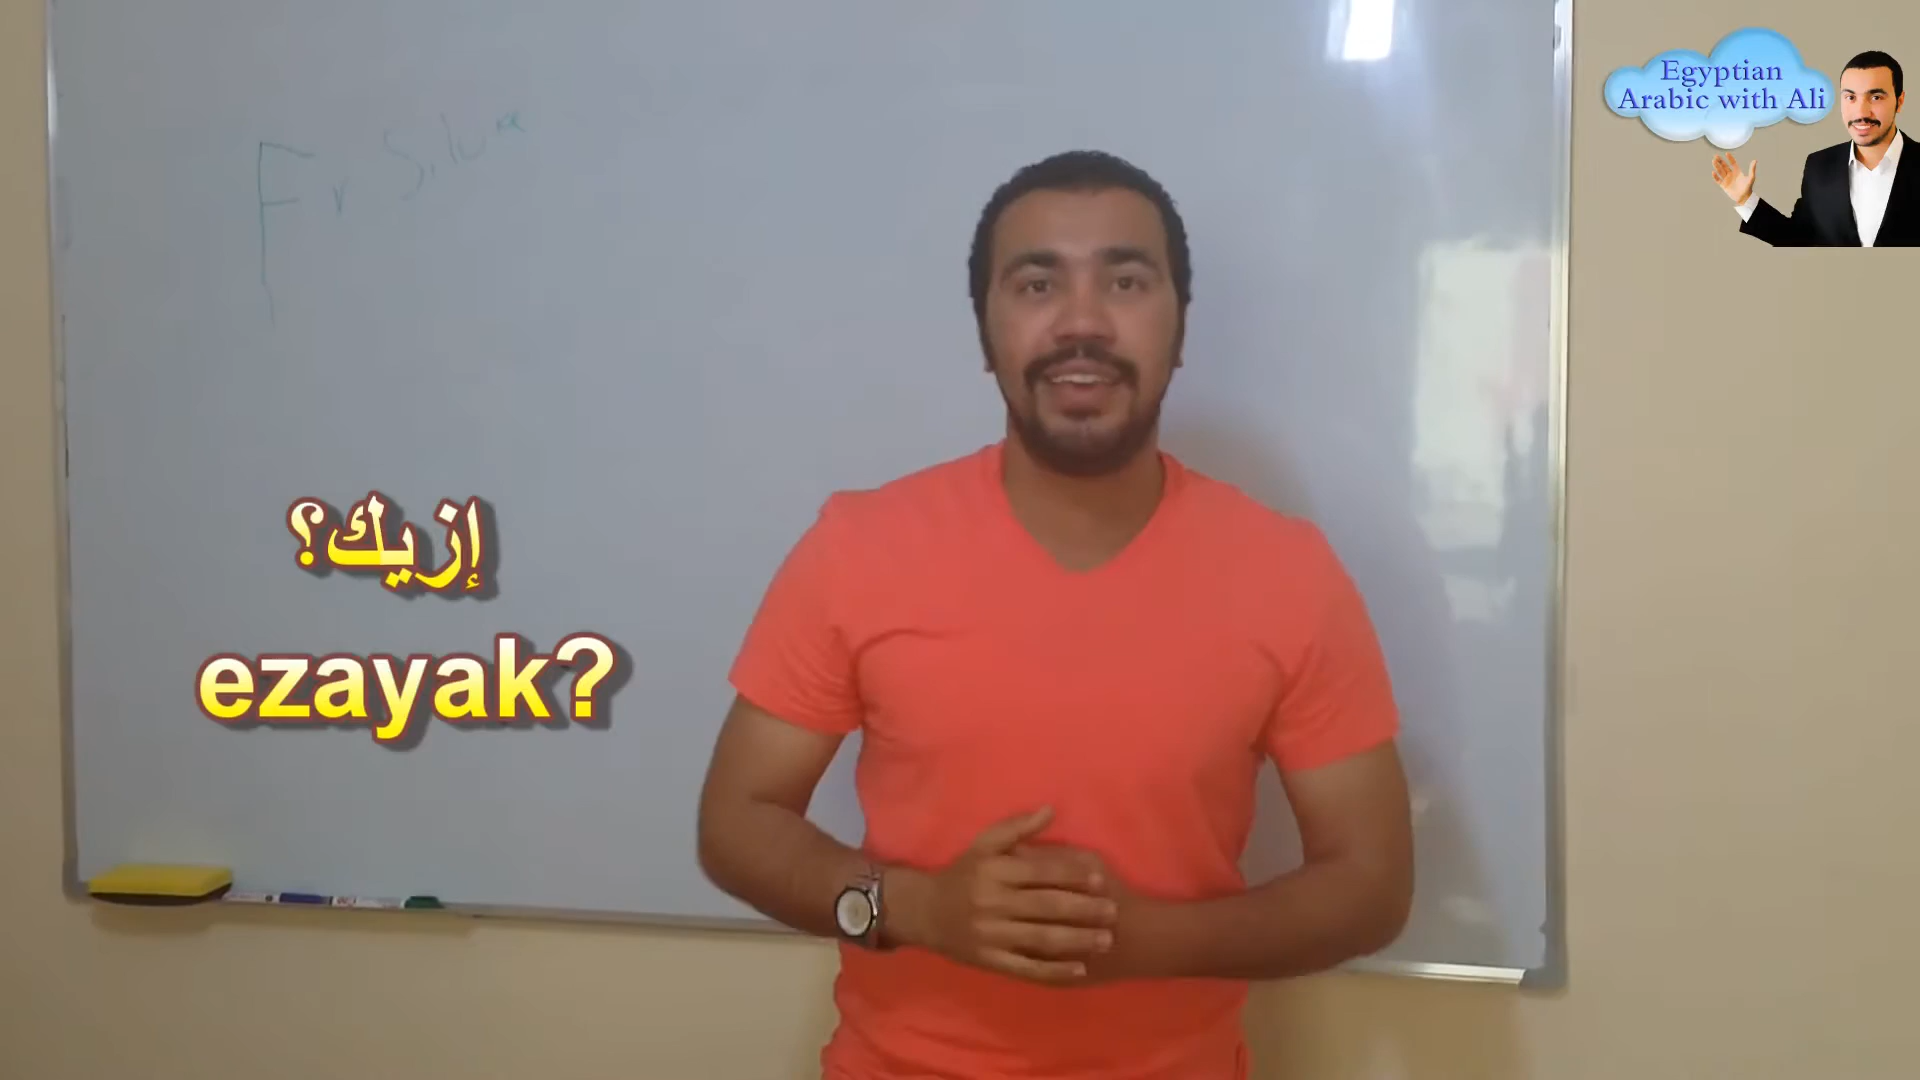 Egyptian
Arabic with Ali
إزيك؟
ezayak?